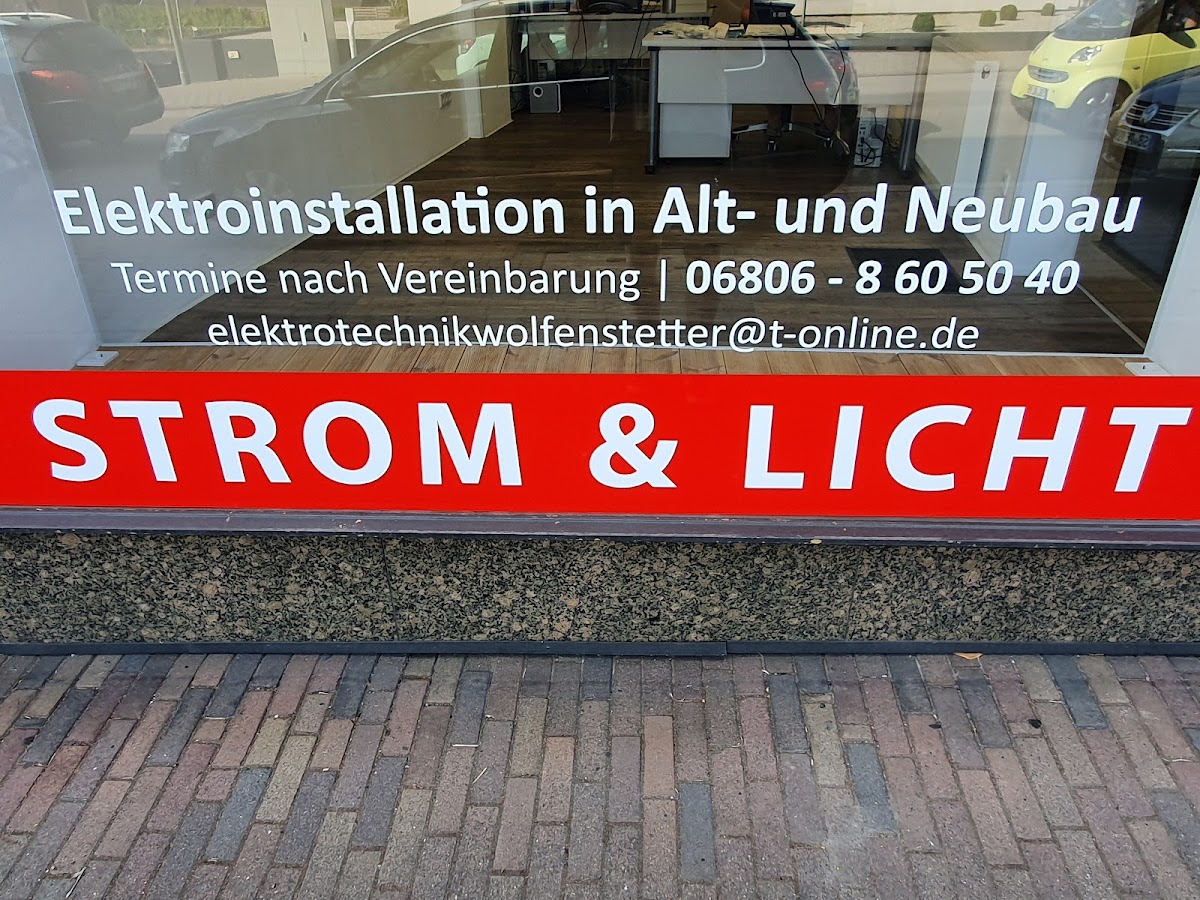 Elektroinstallation in Alt- und Neubau
Termine nach Vereinbarung | 06806 - 8 60 50 40
elektrotechnikwolfenstetter@t-online.de
STROM & LICHT